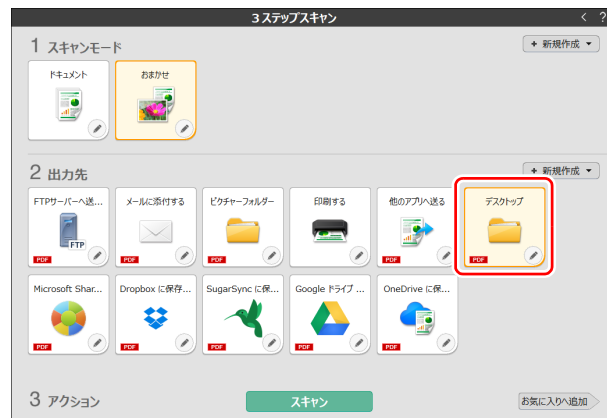 3ステップスキャン
< ?
1 スキャンモード
+ 新規作成
ドキュメント
おまかせ
2 出力先
+ 新規作成
FTPサーバーへ送... メールに添付する ピクチャーフォルダー 印刷する 他のアプリへ送る デスクトップ
FTP
PDF PDF PDF PDF PDF
Microsoft Shar... Dropbox に保存... SugarSync に保... Google ドライブ ... OneDrive に保...
PDF PDF PDF PDF PDF
3 アクション
スキャン
お気に入りへ追加